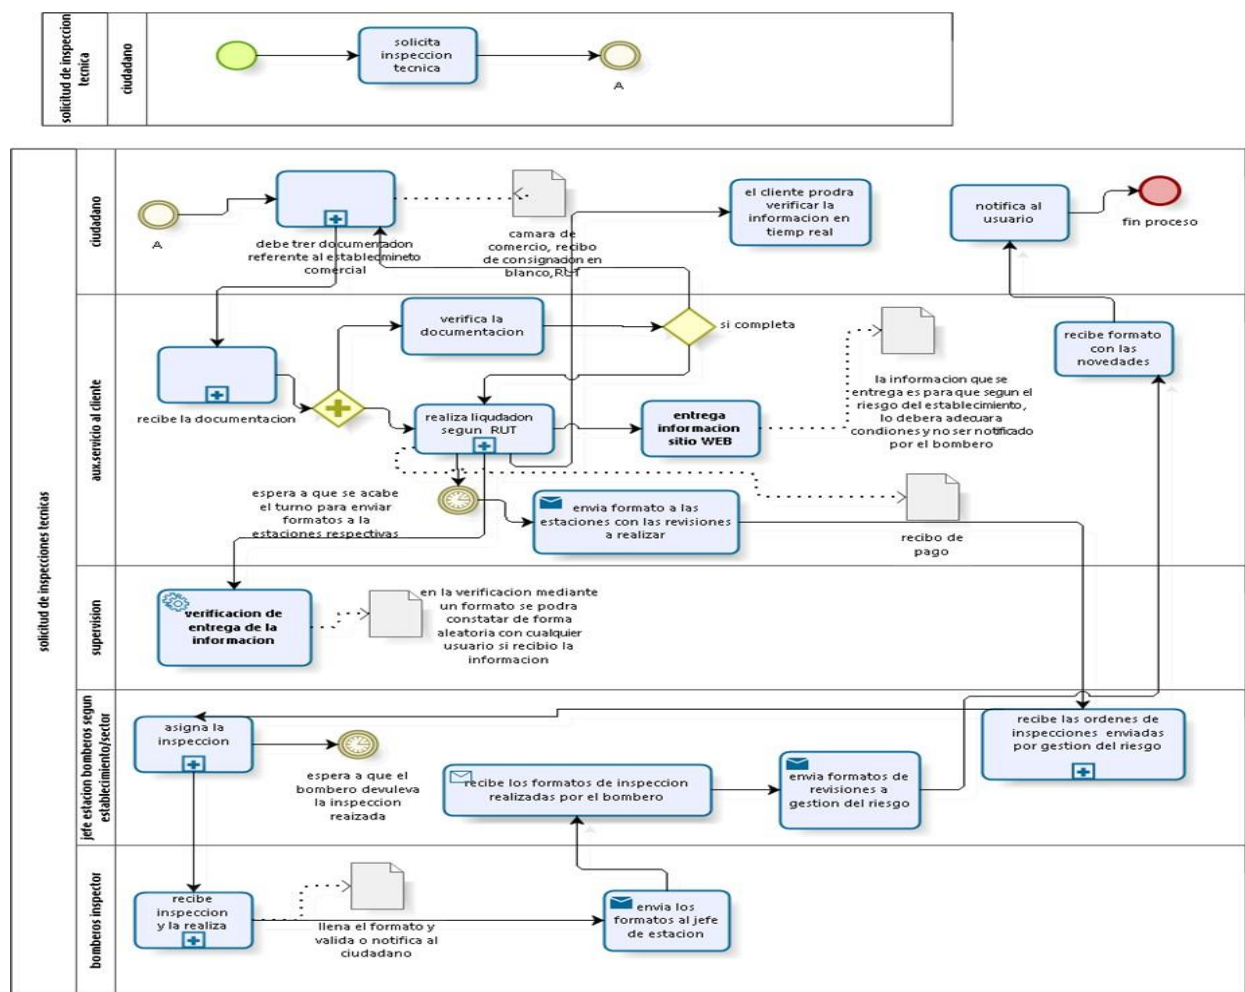 solicitud de inspeccion
tecnica
ciudadano
solicita
inspeccion
tecnica
A
solicitud de inspecciones tecnicas
ciudadano
A
debe trer documentacion
referente al establecmineto
comercial
camara de
comercio, recibo
de consignacion en
blanco,RUT
el cliente prodra
verificar la
informacion en
tiemp real
notifica al
usuario
fin proceso
aux.servicio al cliente
verifica la
documentacion
si completa
recibe la documentacion
realiza liqudacion
segun RUT
entrega
informacion
sitio WEB
la informacion que se
entrega es para que segun el
riesgo del establecimiento,
lo debera adecuara
condiones y no ser notificado
por el bombero
recibe formato
con las
novedades
espera a que se acabe
el turno para enviar
formatos a la
estaciones respectivas
envia formato a las
estaciones con las revisiones
a realizar
recibo de
pago
supervision
verificacion de
entrega de la
informacion
en la verificacion mediante
un formato se podra
constatar de forma
aleatoria con cualquier
usuario si recibio la
informacion
jefe estacion bomberos segun
establecimiento/sector
asigna la
inspeccion
espera a que el
bombero devuleva
la inspeccion
reaizada
recibe los formatos de inspeccion
realizadas por el bombero
envia formatos de
revisiones a
gestion del riesgo
recibe las ordenes de
inspecciones enviadas
por gestion del riesgo
bomberos inspector
recibe
inspeccion
y la realiza
llena el formato y
valida o notifica al
ciudadano
envia los
formatos al jefe
de estacion